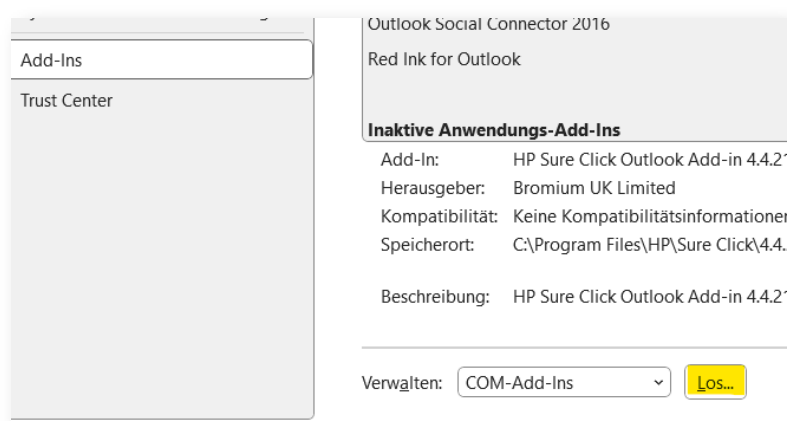 Outlook Social Connector 2016
Add-Ins
Red Ink for Outlook
Trust Center
Inaktive Anwendungs-Add-Ins
Add-In: HP Sure Click Outlook Add-in 4.4.21
Herausgeber: Bromium UK Limited
Kompatibilität: Keine Kompatibilitätsinformationen
Speicherort: C:\Program Files\HP\Sure Click\4.4.
Beschreibung: HP Sure Click Outlook Add-in 4.4.21
Verwalten: COM-Add-Ins Los...